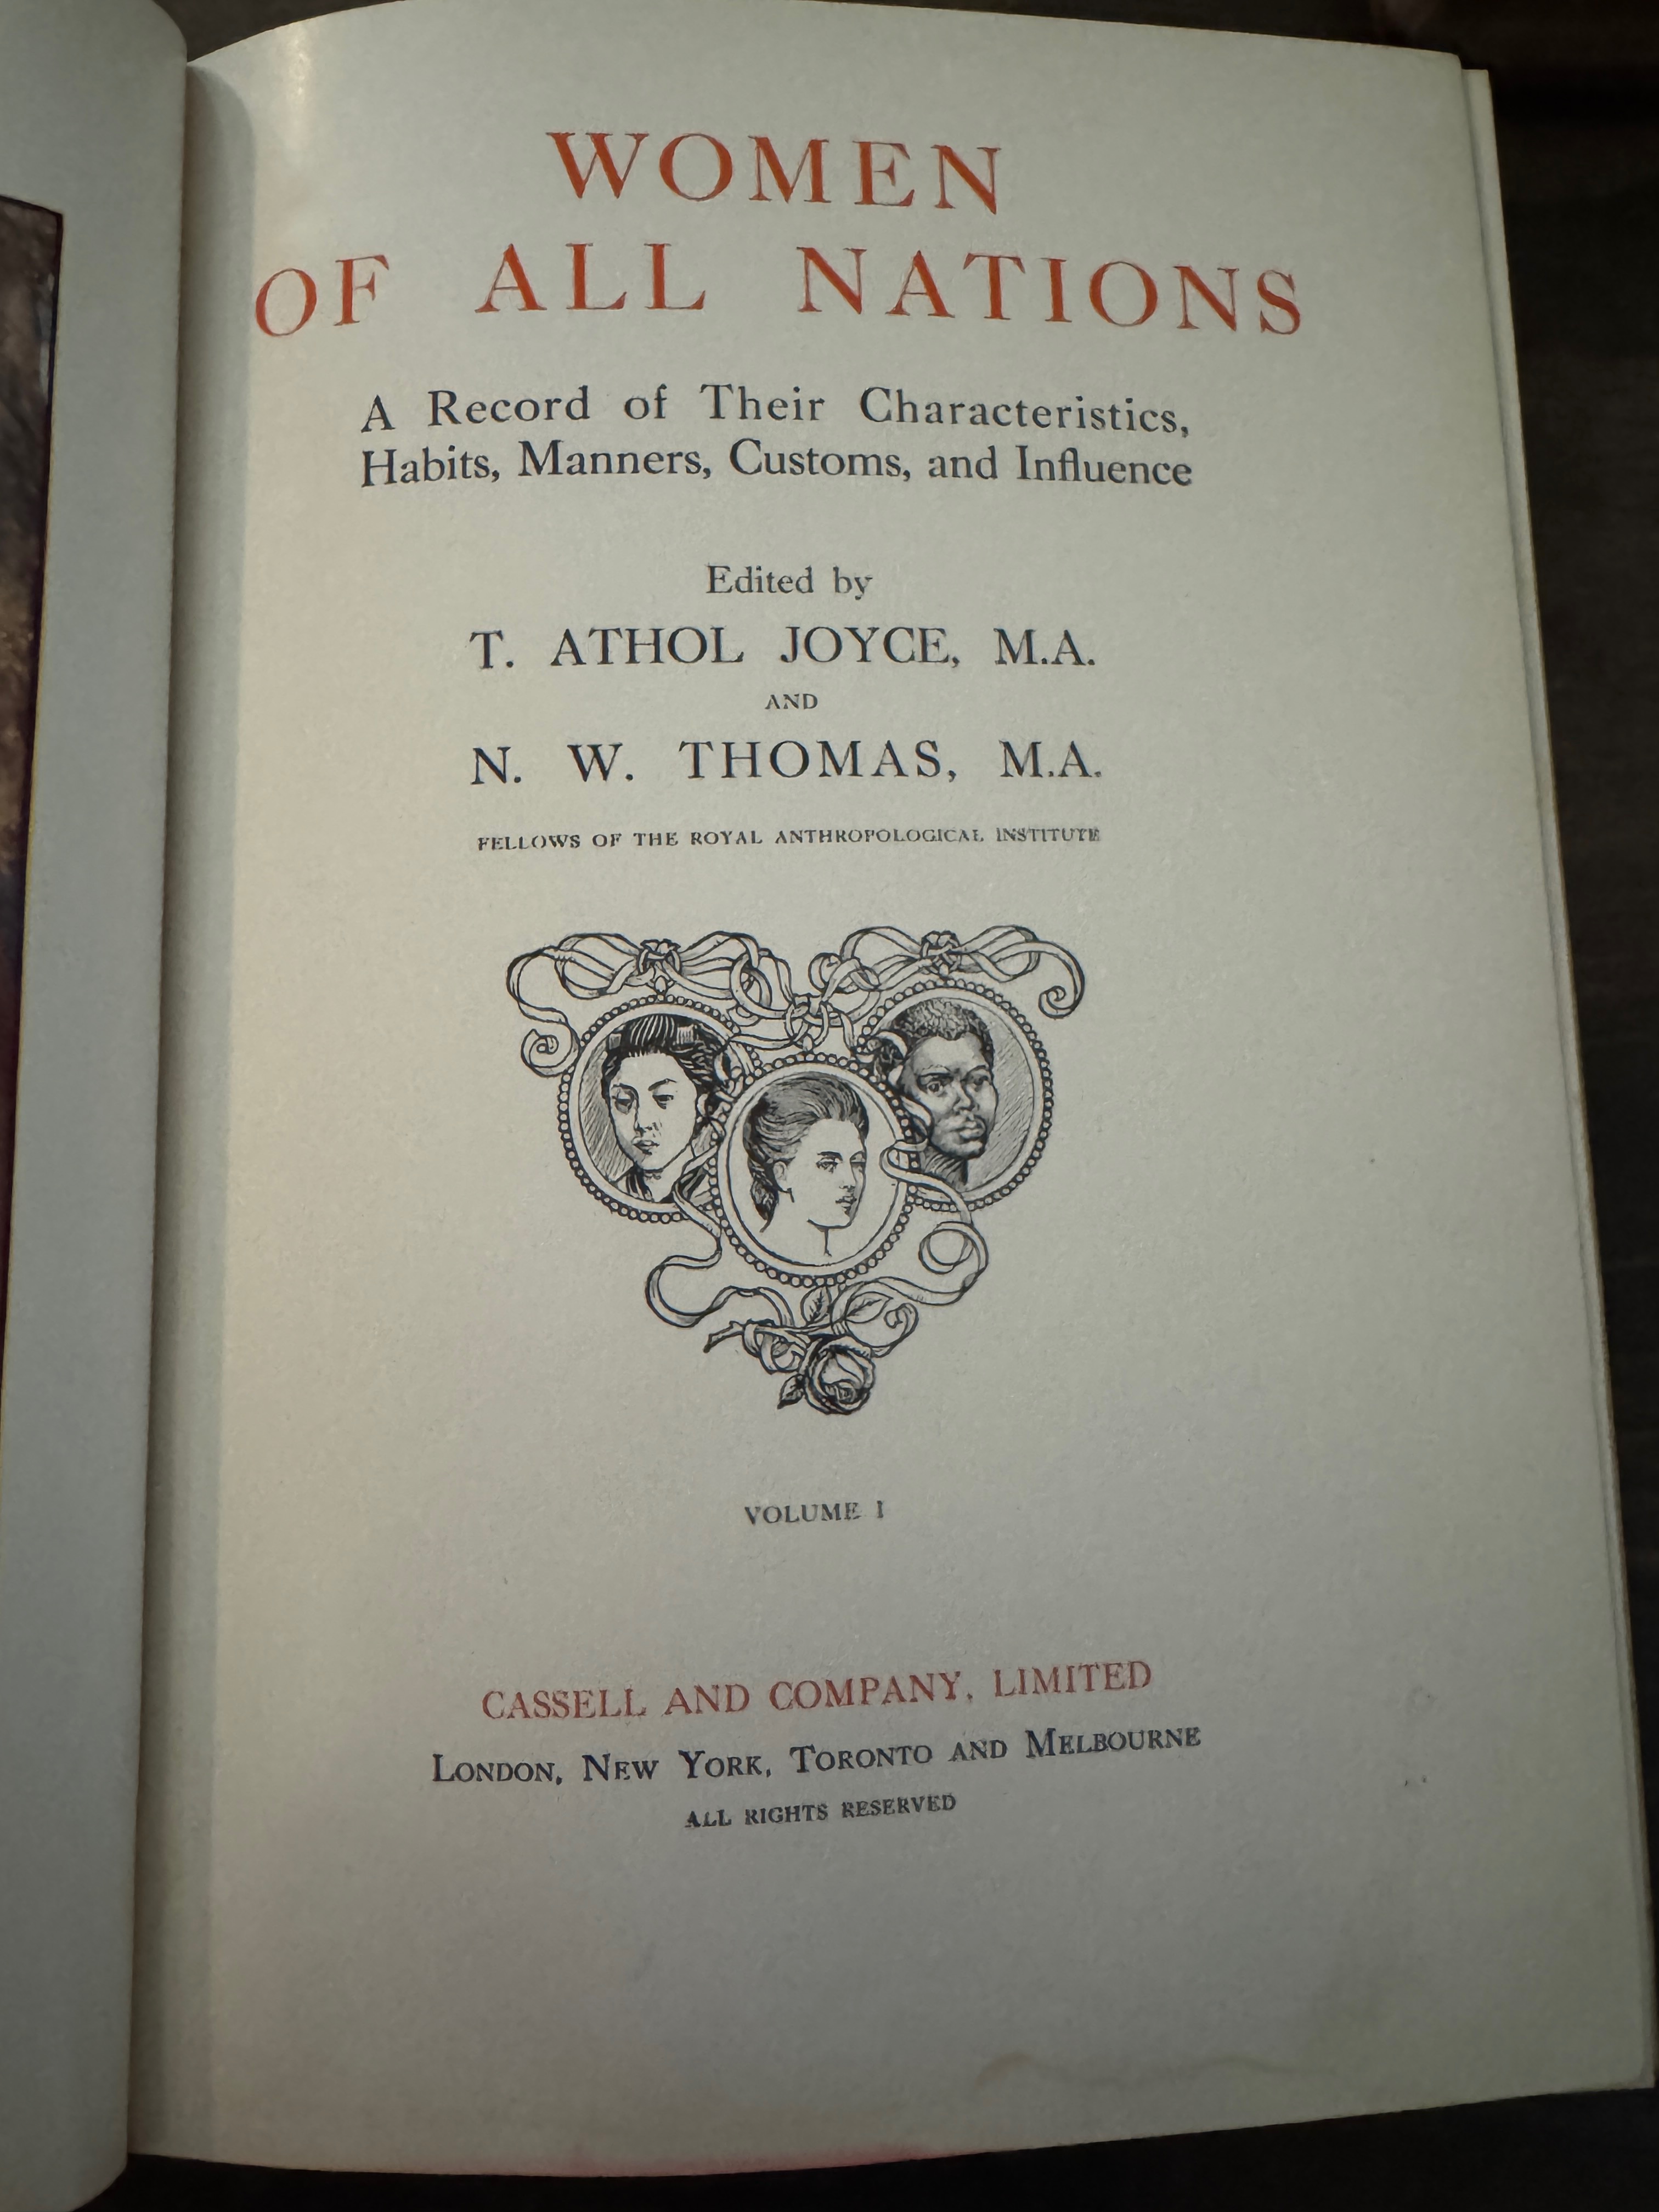 WOMEN
OF ALL NATIONS
A Record of Their Characteristics,
Habits, Manners, Customs, and Influence
Edited by
T. ATHOL JOYCE, M.A.
AND
N. W. THOMAS, M.A.
FELLOWS OF THE ROYAL ANTHROPOLOGICAL INSTITUTE
VOLUME I
CASSELL AND COMPANY, LIMITED
LONDON, NEW YORK, TORONTO AND MELBOURNE
ALL RIGHTS RESERVED